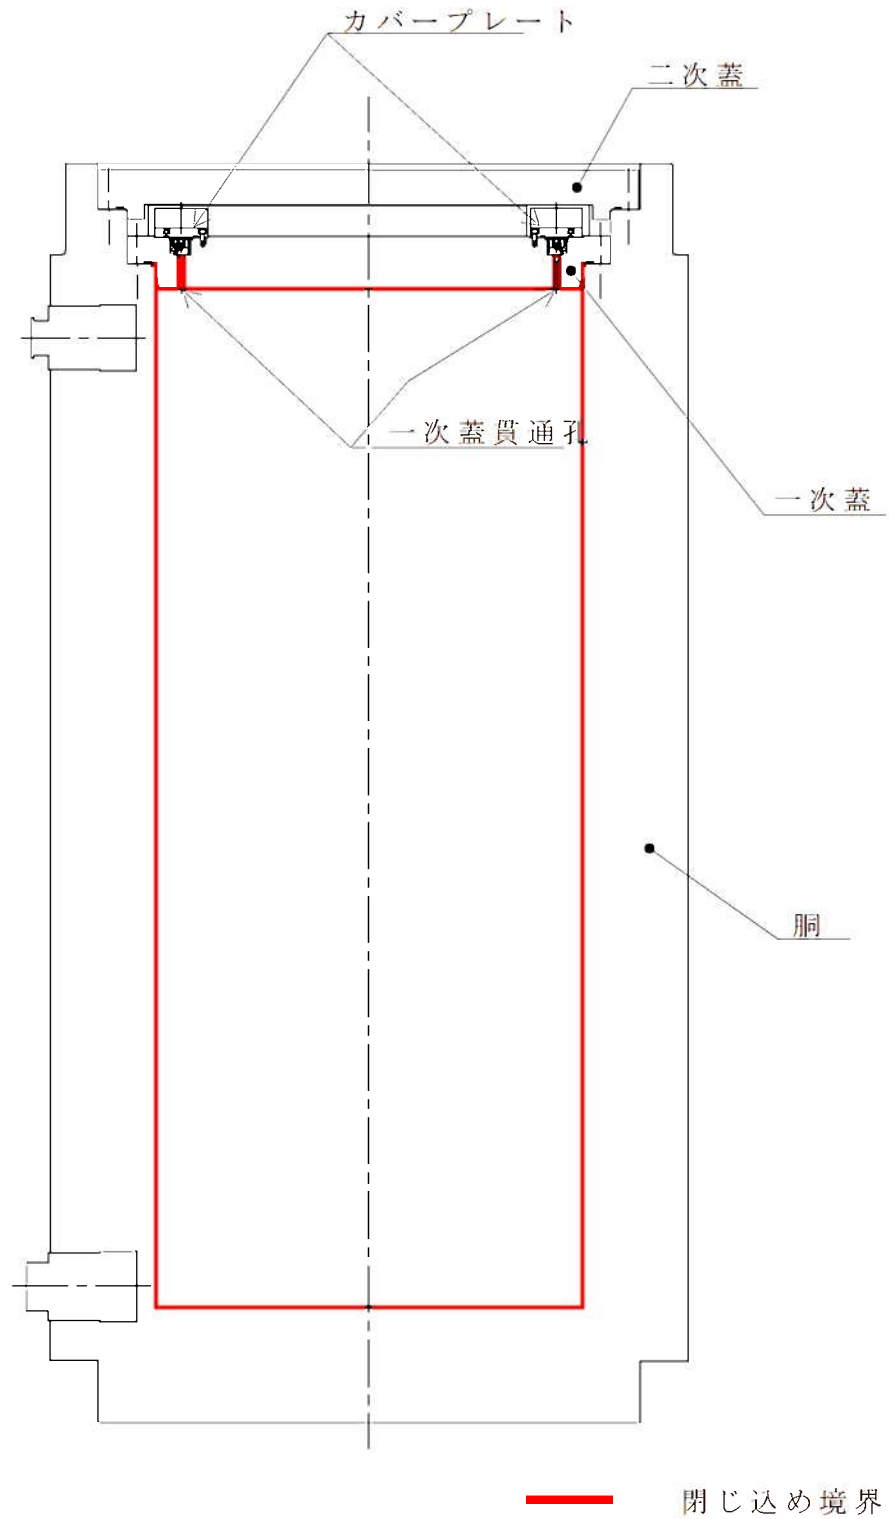 カバープレート
二次蓋
一次蓋貫通孔
一次蓋
胴
閉じ込め境界